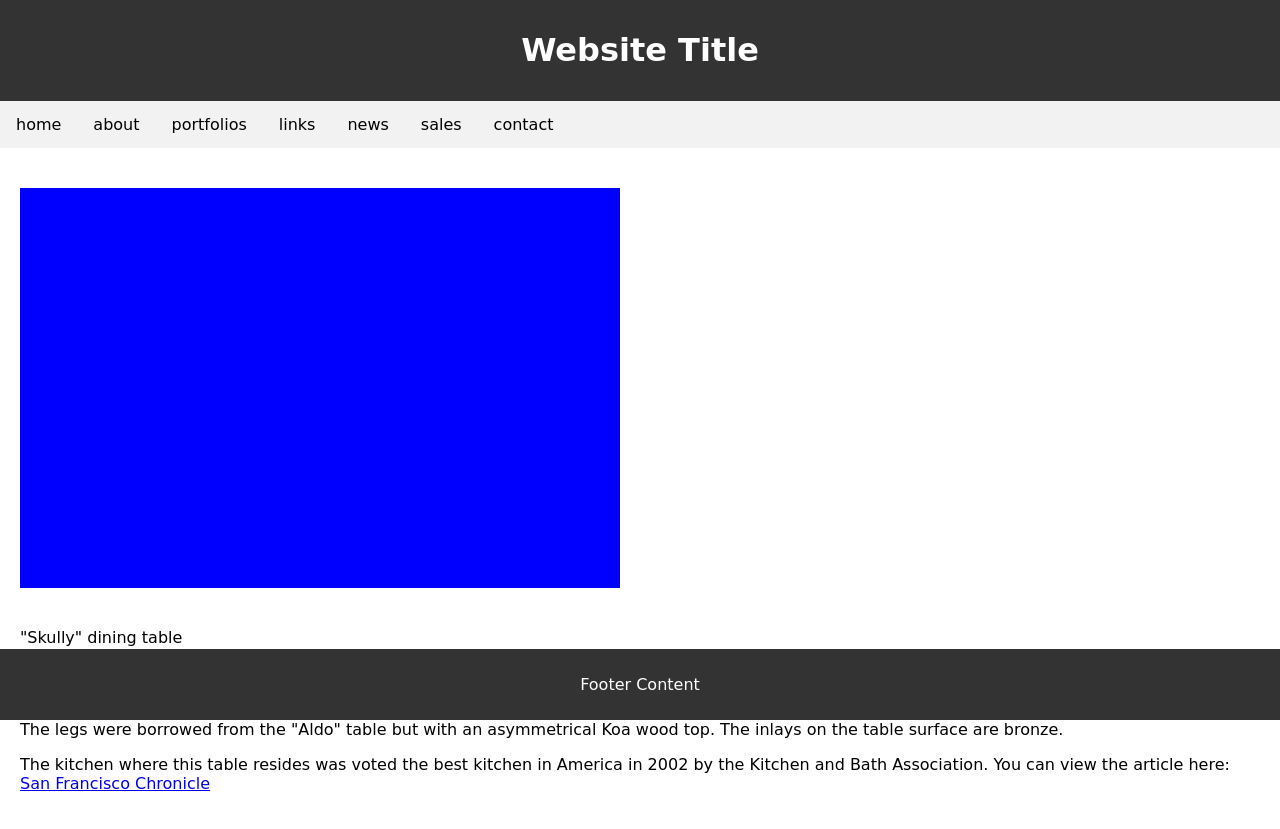 Website Title
home about portfolios links news sales contact
"Skully" dining table
Footer Content
The legs were borrowed from the "Aldo" table but with an asymmetrical Koa wood top. The inlays on the table surface are bronze.
The kitchen where this table resides was voted the best kitchen in America in 2002 by the Kitchen and Bath Association. You can view the article here:
San Francisco Chronicle